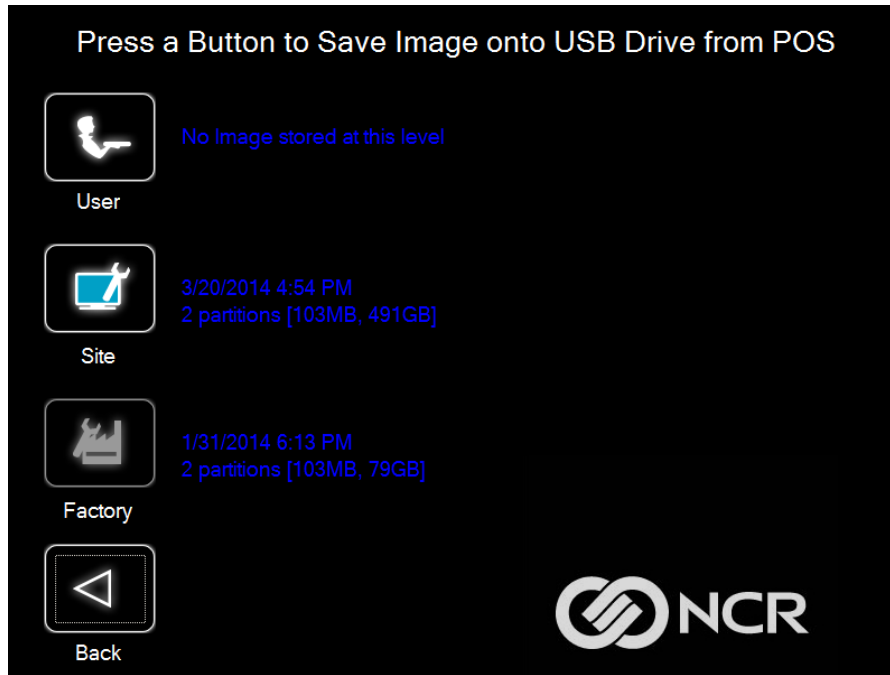 Press a Button to Save Image onto USB Drive from POS
No Image stored at this level
User
3/20/2014 4:54 PM
2 partitions [103MB, 491GB]
Site
1/31/2014 6:13 PM
2 partitions [103MB, 79GB]
Factory
Back
NCR